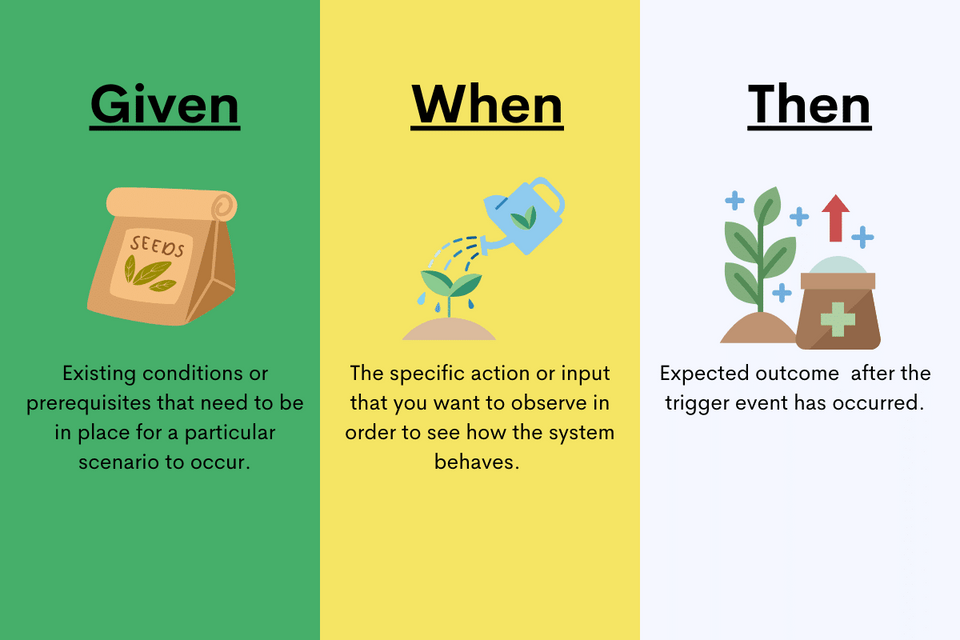 Given
SEEDS
Existing conditions or
prerequisites that need to be
in place for a particular
scenario to occur.
When
The specific action or input
that you want to observe in
order to see how the system
behaves.
Then
Expected outcome  after the
trigger event has occurred.